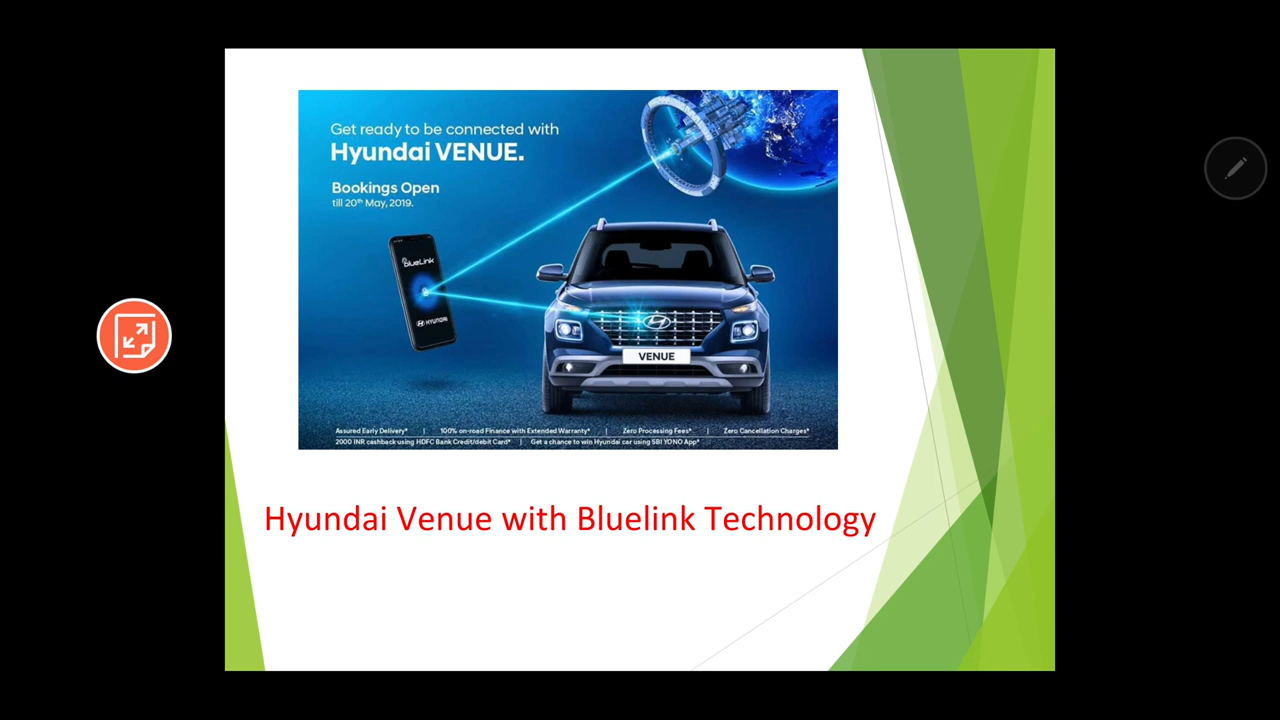 Get ready to be connected with
Hyundai VENUE.
Bookings Open
till 20th May, 2019.
blueLink
HYUNDAI
VENUE
Assured Early Delivery* | 100% on-road Finance with Extended Warranty* | Zero Processing Fees* | Zero Cancellation Charges*
2000 INR cashback using HDFC Bank Credit/debit Card* | Get a chance to win Hyundai car using SBI YONO App*
Hyundai Venue with Bluelink Technology